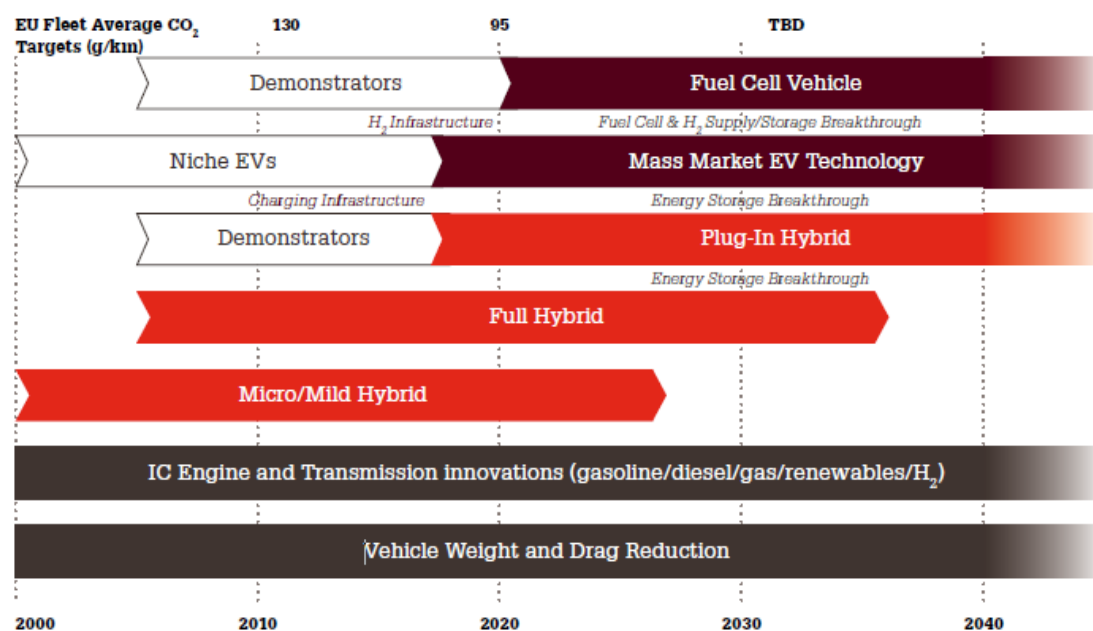 EU Fleet Average CO₂ 130 95 TBD
Targets (g/km)
Demonstrators Fuel Cell Vehicle
H₂ Infrastructure Fuel Cell & H₂ Supply/Storage Breakthrough
Niche EVs Mass Market EV Technology
Charging Infrastructure Energy Storage Breakthrough
Demonstrators Plug-In Hybrid
Energy Storage Breakthrough
Full Hybrid
Micro/Mild Hybrid
IC Engine and Transmission innovations (gasoline/diesel/gas/renewables/H₂)
Vehicle Weight and Drag Reduction
2000 2010 2020 2030 2040